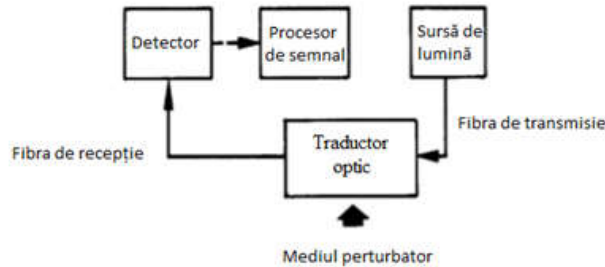 Detector
Procesor
de semnal
Sursă de
lumină
Fibra de transmisie
Fibra de recepție
Traductor
optic
Mediul perturbator